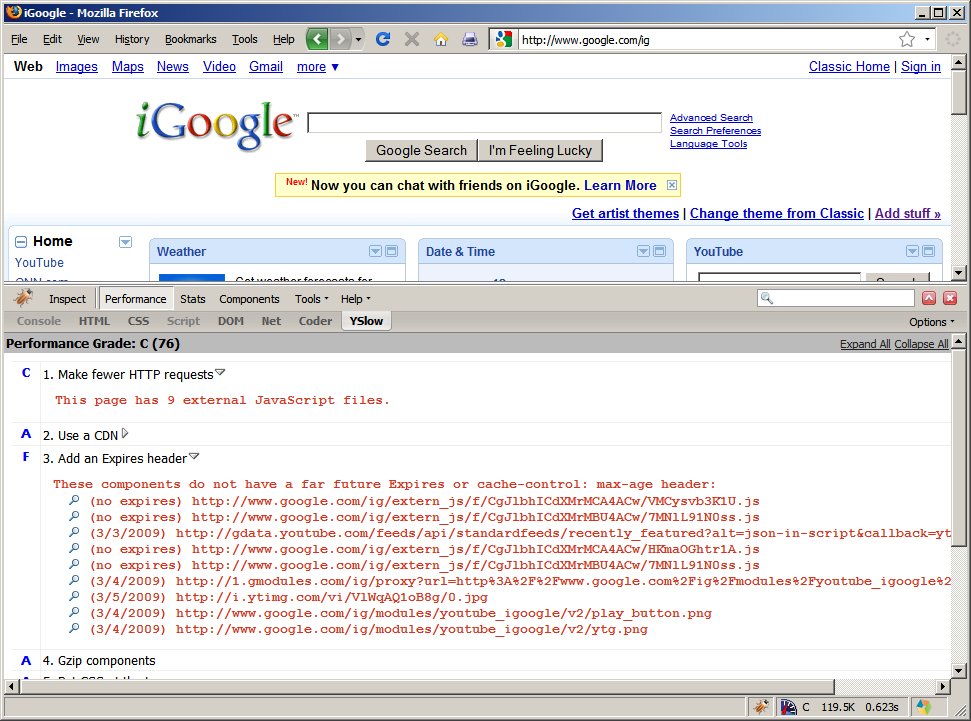 iGoogle - Mozilla Firefox
File Edit View History Bookmarks Tools Help http://www.google.com/ig
Web Images Maps News Video Gmail more ▼ Classic Home | Sign in
iGoogle™
Advanced Search
Search Preferences
Language Tools
Google Search I'm Feeling Lucky
New! Now you can chat with friends on iGoogle. Learn More
Get artist themes | Change theme from Classic | Add stuff »
Home Weather Date & Time YouTube
YouTube
CNN.com Get weather forecasts for
Inspect Performance Stats Components Tools Help
Console HTML CSS Script DOM Net Coder YSlow Options
Performance Grade: C (76) Expand All Collapse All
C 1. Make fewer HTTP requests
This page has 9 external JavaScript files.
A 2. Use a CDN
F 3. Add an Expires header
These components do not have a far future Expires or cache-control: max-age header:
(no expires) http://www.google.com/ig/extern_js/f/CgJlbhICdXMrMCA4ACw/VMCysvb3K1U.js
(no expires) http://www.google.com/ig/extern_js/f/CgJlbhICdXMrMBU4ACw/7MNlL91N0ss.js
(3/3/2009) http://gdata.youtube.com/feeds/api/standardfeeds/recently_featured?alt=json-in-script&callback=yt
(no expires) http://www.google.com/ig/extern_js/f/CgJlbhICdXMrMCA4ACw/HKmaOGhtr1A.js
(no expires) http://www.google.com/ig/extern_js/f/CgJlbhICdXMrMBU4ACw/7MNlL91N0ss.js
(3/4/2009) http://1.gmodules.com/ig/proxy?url=http%3A%2F%2Fwww.google.com%2Fig%2Fmodules%2Fyoutube_igoogle%2
(3/5/2009) http://i.ytimg.com/vi/VlWqAQ1oB8g/0.jpg
(3/4/2009) http://www.google.com/ig/modules/youtube_igoogle/v2/play_button.png
(3/4/2009) http://www.google.com/ig/modules/youtube_igoogle/v2/ytg.png
A 4. Gzip components
C 119.5K 0.623s